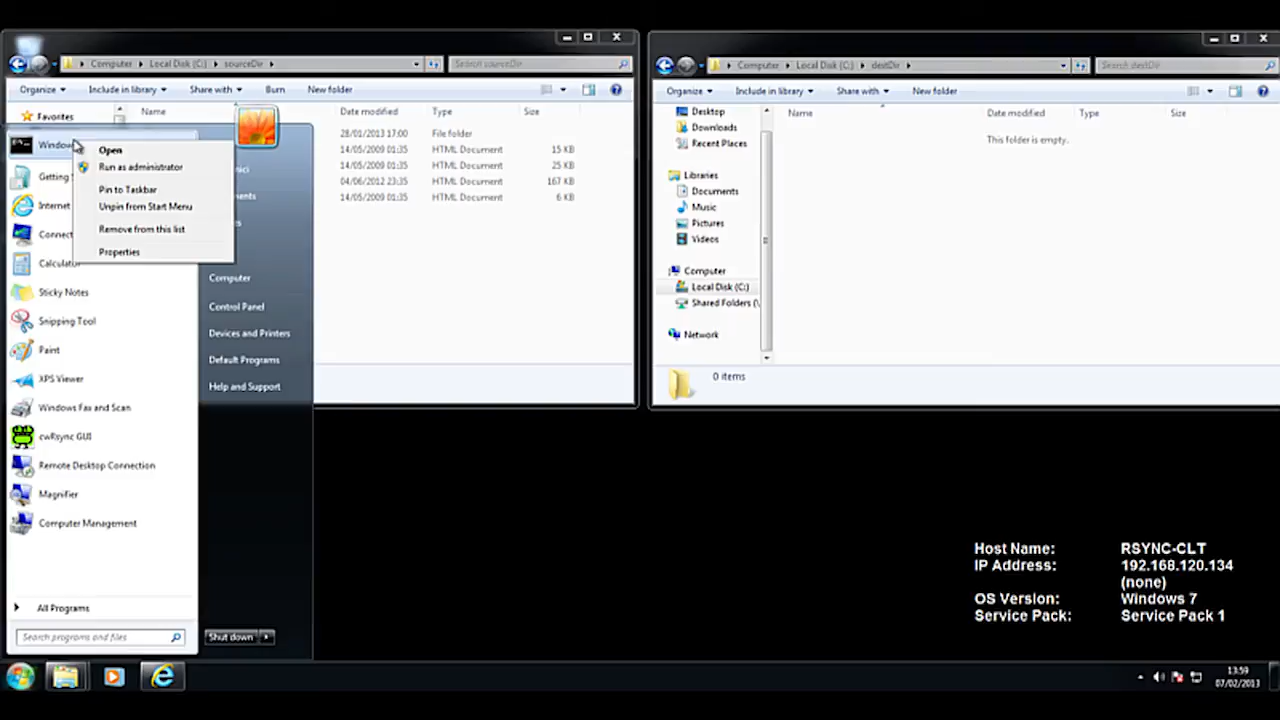 Computer ▸ Local Disk (C:) ▸ sourceDir ▸
Search sourceDir
Organize
Include in library
Share with
Burn
New folder
Favorites
Name
Date modified
Type
Size
28/01/2013 17:00 File folder
14/05/2009 01:35 HTML Document 15 KB
14/05/2009 01:35 HTML Document 25 KB
04/06/2012 23:35 HTML Document 167 KB
14/05/2009 01:35 HTML Document 6 KB
Open
Run as administrator
Pin to Taskbar
Unpin from Start Menu
Remove from this list
Properties
Window
Getting
Internet
Connect
Calculator
Sticky Notes
Snipping Tool
Paint
XPS Viewer
Windows Fax and Scan
cwRsync GUI
Remote Desktop Connection
Magnifier
Computer Management
All Programs
Search programs and files
Computer
Control Panel
Devices and Printers
Default Programs
Help and Support
Shut down
Computer ▸ Local Disk (C:) ▸ destDir ▸
Search destDir
Organize
Include in library
Share with
New folder
Name
Date modified
Type
Size
This folder is empty.
Desktop
Downloads
Recent Places
Libraries
Documents
Music
Pictures
Videos
Computer
Local Disk (C:)
Shared Folders (\
Network
0 items
Host Name: RSYNC-CLT
IP Address: 192.168.120.134
(none)
OS Version: Windows 7
Service Pack: Service Pack 1
13:59
07/02/2013